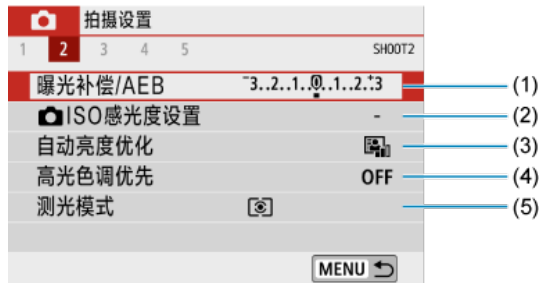 拍摄设置
1 2 3 4 5 SHOOT2
曝光补偿/AEB -3..2..1..0..1..2..+3 (1)
ISO感光度设置 - (2)
自动亮度优化 (3)
高光色调优先 OFF (4)
测光模式 (5)
MENU